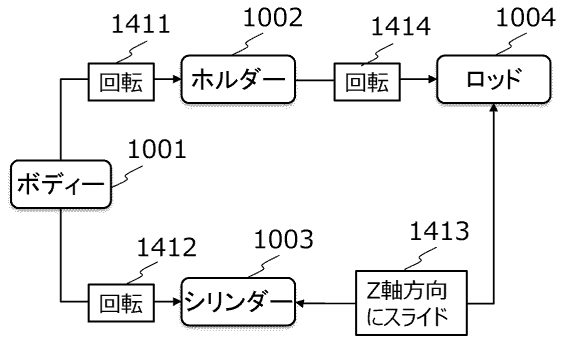 1411
1002
1414
1004
回転
ホルダー
回転
ロッド
1001
ボディー
1412
1003
1413
回転
シリンダー
Z軸方向
にスライド